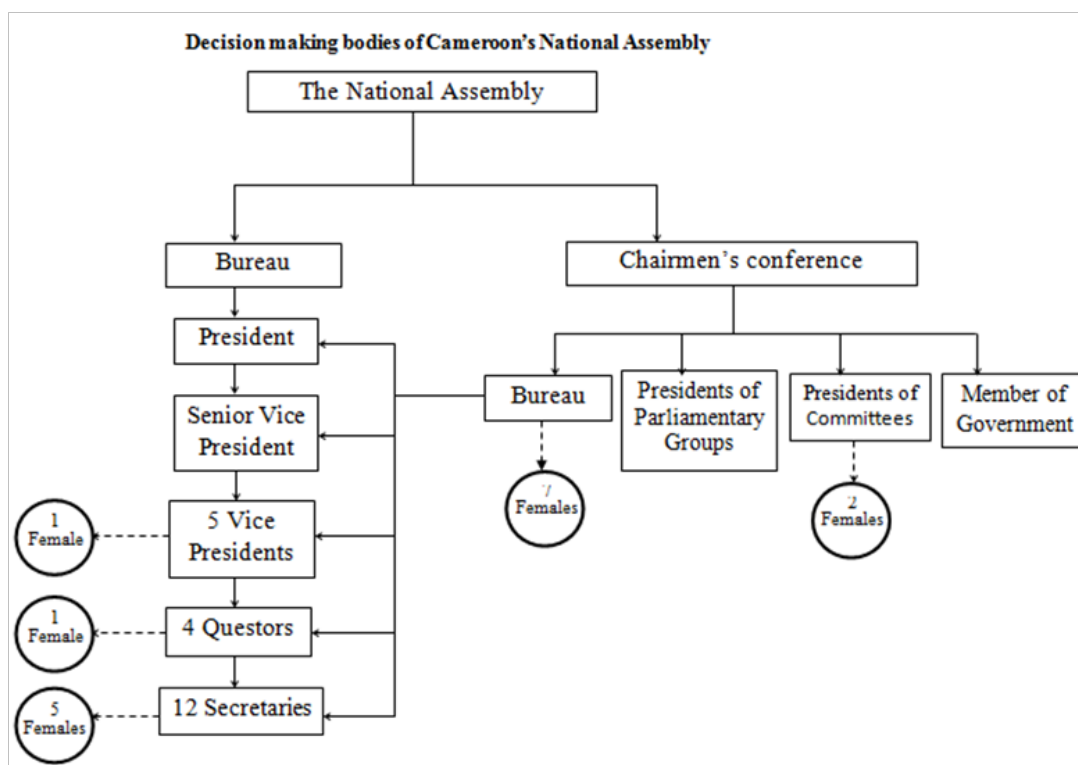 Decision making bodies of Cameroon's National Assembly
The National Assembly
Bureau
Chairmen's conference
President
Senior Vice
President
5 Vice
Presidents
4 Questors
12 Secretaries
1
Female
1
Female
5
Females
Bureau
7
Females
Presidents of
Parliamentary
Groups
Presidents of
Committees
2
Females
Member of
Government